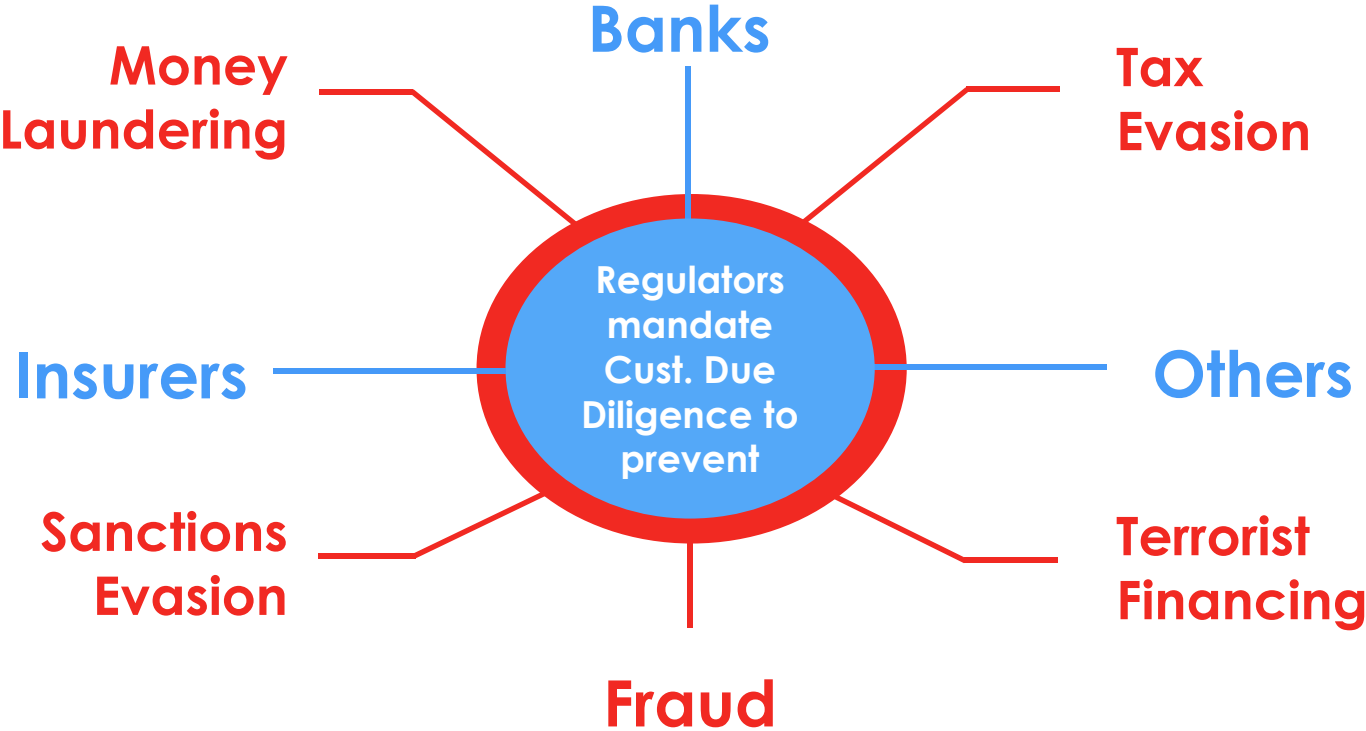 Banks
Money
Laundering
Tax
Evasion
Regulators
mandate
Cust. Due
Diligence to
prevent
Insurers
Others
Sanctions
Evasion
Terrorist
Financing
Fraud